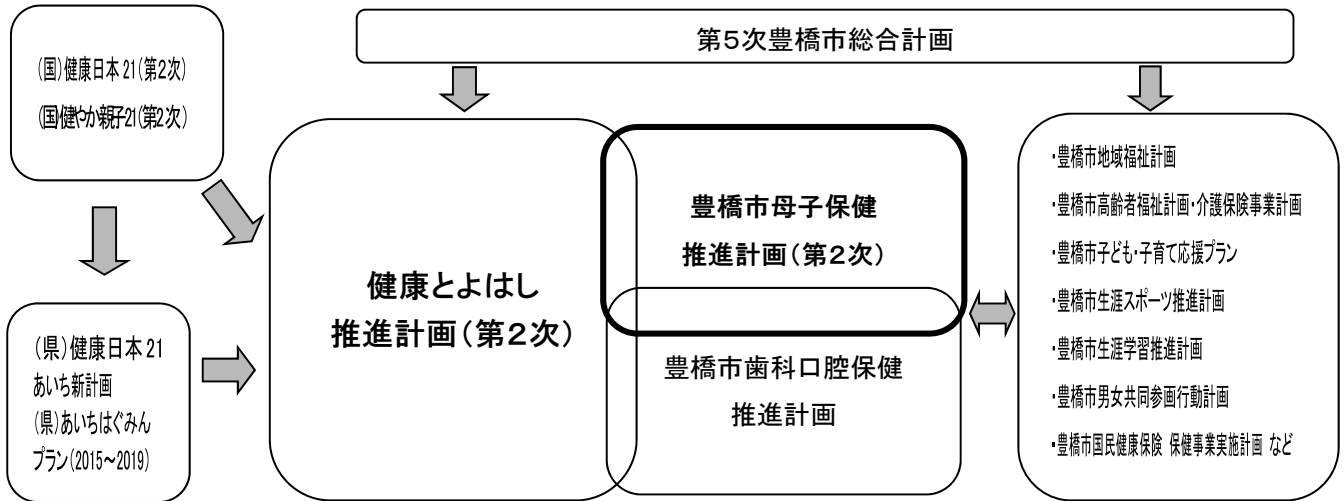 第5次豊橋市総合計画
(国)健康日本21(第2次)
(国)健やか親子21(第2次)
(県)健康日本21
あいち新計画
(県)あいちはぐみん
プラン(2015～2019)
健康とよはし
推進計画(第2次)
豊橋市母子保健
推進計画(第2次)
豊橋市歯科口腔保健
推進計画
・豊橋市地域福祉計画
・豊橋市高齢者福祉計画・介護保険事業計画
・豊橋市子ども・子育て応援プラン
・豊橋市生涯スポーツ推進計画
・豊橋市生涯学習推進計画
・豊橋市男女共同参画行動計画
・豊橋市国民健康保険 保健事業実施計画 など